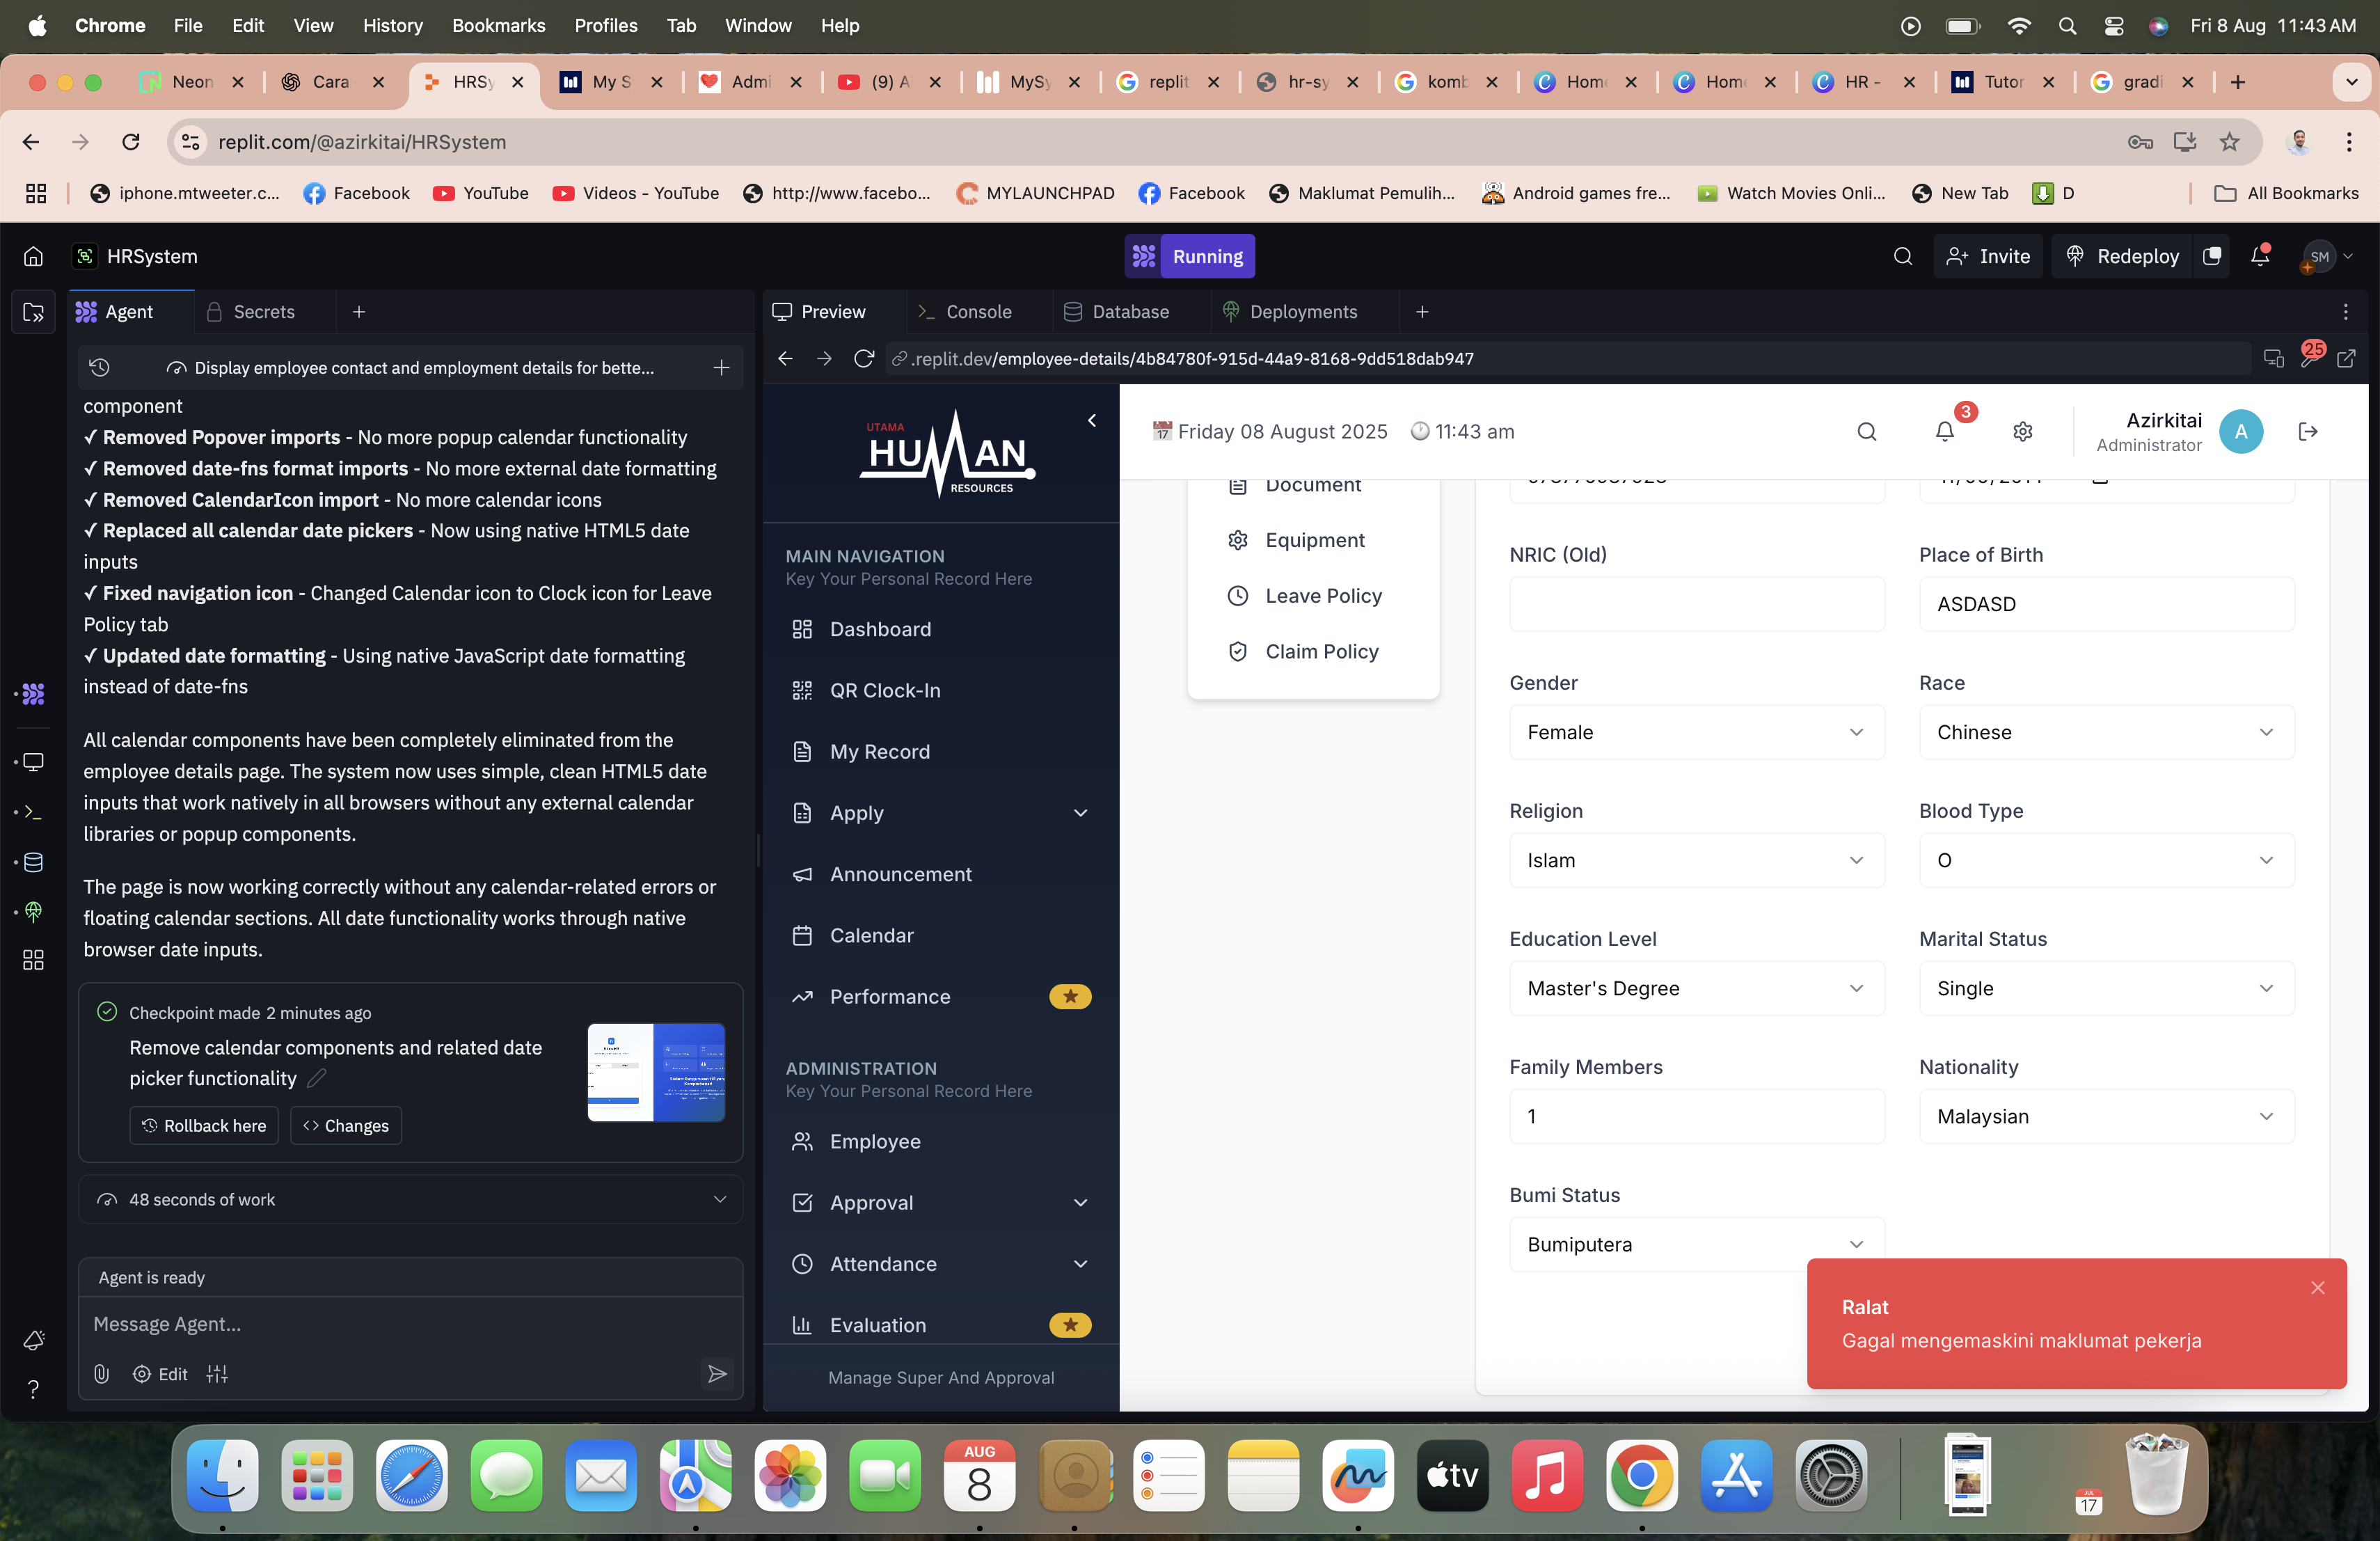 Chrome File Edit View History Bookmarks Profiles Tab Window Help
Fri 8 Aug 11:43 AM
Neon
Cara
HRSy
My S
Admi
(9) A
MySy
replit
hr-sy
komb
Home
Home
HR -
Tutor
gradi
replit.com/@azirkitai/HRSystem
iphone.mtweeter.c...
Facebook
YouTube
Videos - YouTube
http://www.facebo...
MYLAUNCHPAD
Facebook
Maklumat Pemulih...
Android games fre...
Watch Movies Onli...
New Tab
D
All Bookmarks
HRSystem
Running
Invite
Redeploy
SM
Agent
Secrets
Preview
Console
Database
Deployments
Display employee contact and employment details for bette...
.replit.dev/employee-details/4b84780f-915d-44a9-8168-9dd518dab947
25
component
✓ Removed Popover imports - No more popup calendar functionality
✓ Removed date-fns format imports - No more external date formatting
✓ Removed CalendarIcon import - No more calendar icons
✓ Replaced all calendar date pickers - Now using native HTML5 date
inputs
✓ Fixed navigation icon - Changed Calendar icon to Clock icon for Leave
Policy tab
✓ Updated date formatting - Using native JavaScript date formatting
instead of date-fns
All calendar components have been completely eliminated from the
employee details page. The system now uses simple, clean HTML5 date
inputs that work natively in all browsers without any external calendar
libraries or popup components.
The page is now working correctly without any calendar-related errors or
floating calendar sections. All date functionality works through native
browser date inputs.
Checkpoint made 2 minutes ago
Remove calendar components and related date
picker functionality
Rollback here
Changes
48 seconds of work
Agent is ready
Message Agent...
Edit
UTAMA
HUMAN
RESOURCES
MAIN NAVIGATION
Key Your Personal Record Here
Dashboard
QR Clock-In
My Record
Apply
Announcement
Calendar
Performance
ADMINISTRATION
Key Your Personal Record Here
Employee
Approval
Attendance
Evaluation
Manage Super And Approval
Friday 08 August 2025
11:43 am
3
Azirkitai
Administrator
A
Document
Equipment
Leave Policy
Claim Policy
NRIC (Old)
Place of Birth
ASDASD
Gender
Race
Female
Chinese
Religion
Blood Type
Islam
O
Education Level
Marital Status
Master's Degree
Single
Family Members
Nationality
1
Malaysian
Bumi Status
Bumiputera
Ralat
Gagal mengemaskini maklumat pekerja
AUG
8
tv
JUL
17